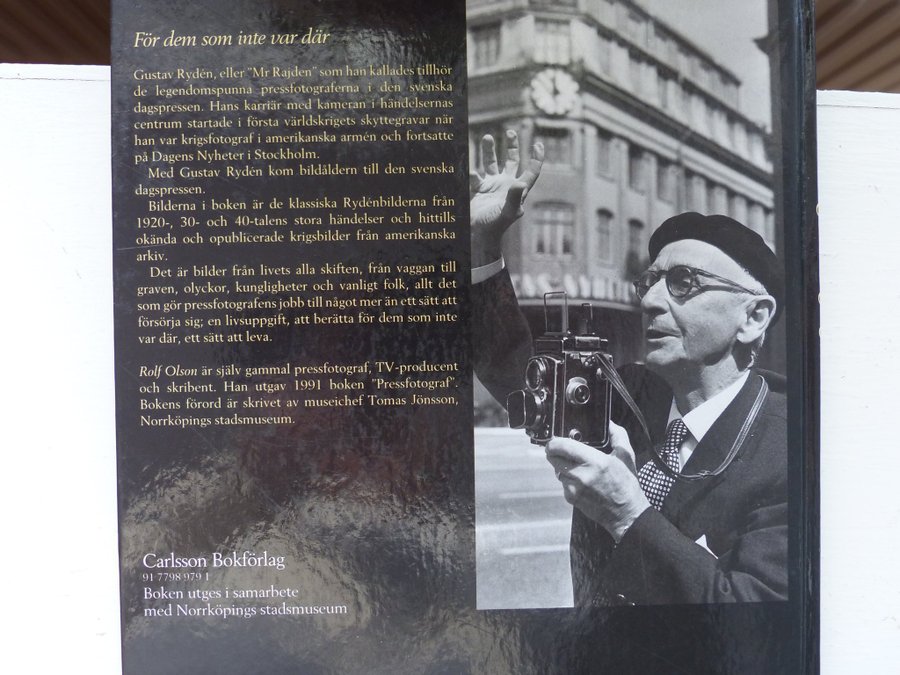 För dem som inte var där
Gustav Rydén, eller "Mr Rajden" som han kallades tillhör
de legendomspunna pressfotograferna i den svenska
dagspressen. Hans karriär med kameran i händelsernas
centrum startade i första världskrigets skyttegravar när
han var krigsfotograf i amerikanska armén och fortsatte
på Dagens Nyheter i Stockholm.
Med Gustav Rydén kom bildåldern till den svenska
dagspressen.
Bilderna i boken är de klassiska Rydénbilderna från
1920-, 30- och 40-talens stora händelser och hittills
okända och opublicerade krigsbilder från amerikanska
arkiv.
Det är bilder från livets alla skiften, från vaggan till
graven, olyckor, kungligheter och vanligt folk, allt det
som gör pressfotografens jobb till något mer än ett sätt att
försörja sig; en livsuppgift, att berätta för dem som inte
var där, ett sätt att leva.
Rolf Olson är själv gammal pressfotograf, TV-producent
och skribent. Han utgav 1991 boken "Pressfotograf".
Bokens förord är skrivet av museichef Tomas Jönsson,
Norrköpings stadsmuseum.
Carlsson Bokförlag
91 7798 979 1
Boken utges i samarbete
med Norrköpings stadsmuseum